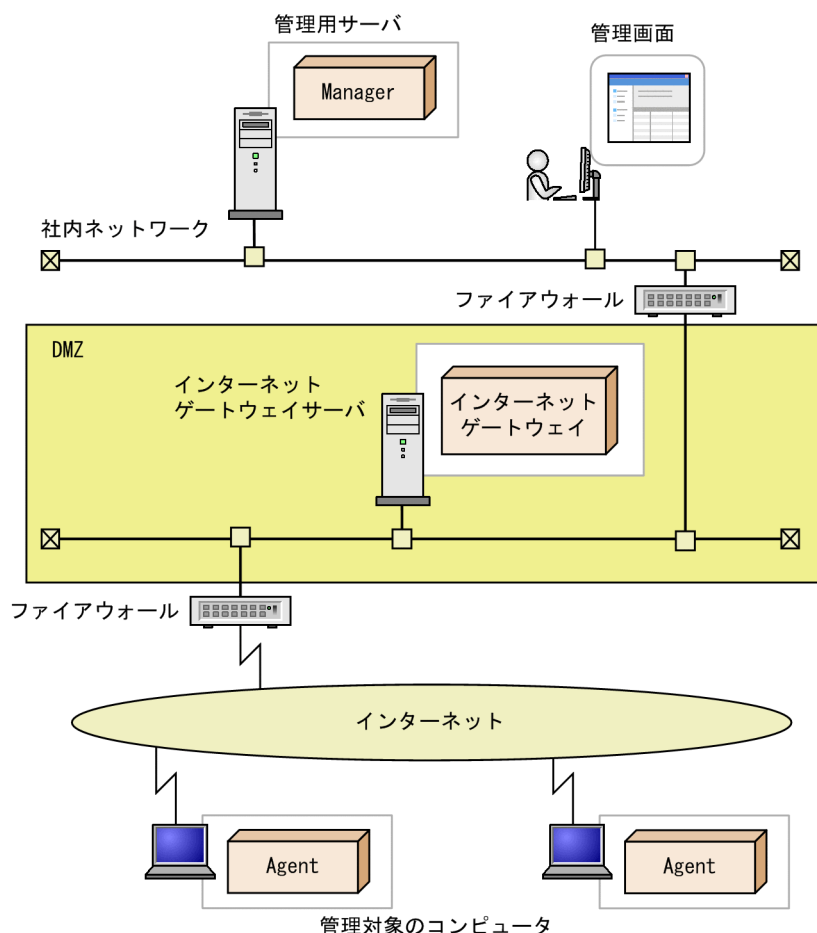 管理用サーバ
管理画面
Manager
社内ネットワーク
ファイアウォール
DMZ
インターネット
ゲートウェイサーバ
インターネット
ゲートウェイ
ファイアウォール
インターネット
Agent
Agent
管理対象のコンピュータ